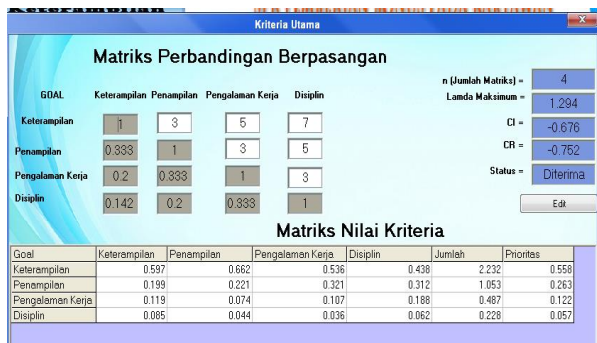 Kriteria Utama
Matriks Perbandingan Berpasangan
n (Jumlah Matriks) = 4
GOAL Keterampilan Penampilan Pengalaman Kerja Disiplin
Lamda Maksimum = 1.294
Keterampilan 1 3 5 7
CI = -0.676
Penampilan 0.333 1 3 5
CR = -0.752
Pengalaman Kerja 0.2 0.333 1 3
Status = Diterima
Disiplin 0.142 0.2 0.333 1
Edit
Matriks Nilai Kriteria
Goal Keterampilan Penampilan Pengalaman Kerja Disiplin Jumlah Prioritas
Keterampilan 0.597 0.662 0.536 0.438 2.232 0.558
Penampilan 0.199 0.221 0.321 0.312 1.053 0.263
Pengalaman Kerja 0.119 0.074 0.107 0.188 0.487 0.122
Disiplin 0.085 0.044 0.036 0.062 0.228 0.057